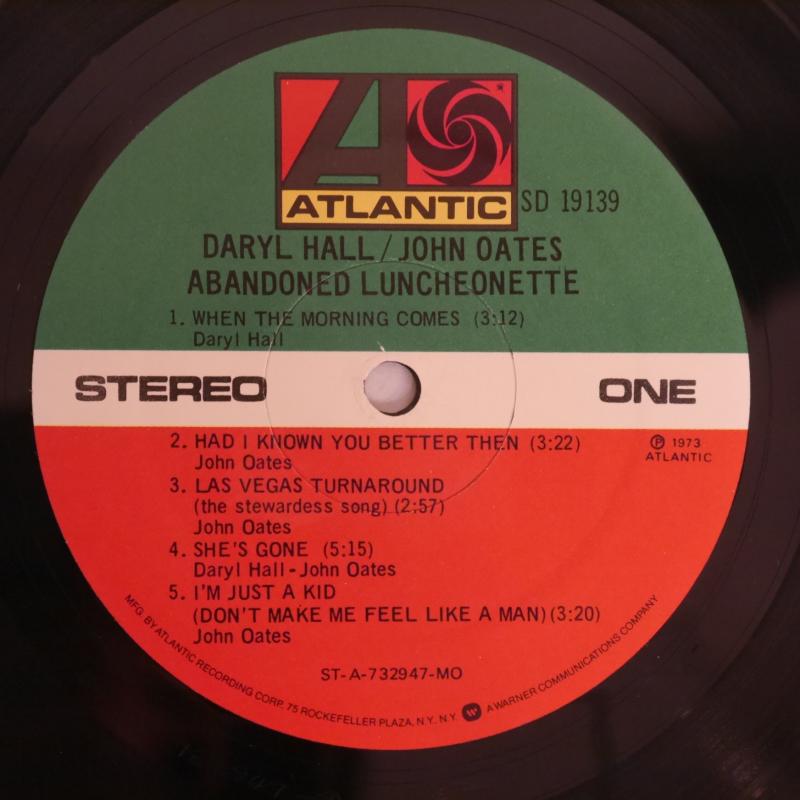 ATLANTIC
SD 19139
DARYL HALL/JOHN OATES
ABANDONED LUNCHEONETTE
1. WHEN THE MORNING COMES (3:12)
Daryl Hall
STEREO
ONE
2. HAD I KNOWN YOU BETTER THEN (3:22)
John Oates
℗ 1973
ATLANTIC
3. LAS VEGAS TURNAROUND
(the stewardess song) (2:57)
John Oates
4. SHE'S GONE (5:15)
Daryl Hall-John Oates
5. I'M JUST A KID
(DON'T MAKE ME FEEL LIKE A MAN) (3:20)
John Oates
ST-A-732947-MO
MFG. BY ATLANTIC RECORDING CORP. 75 ROCKEFELLER PLAZA, N.Y. N.Y. A WARNER COMMUNICATIONS COMPANY